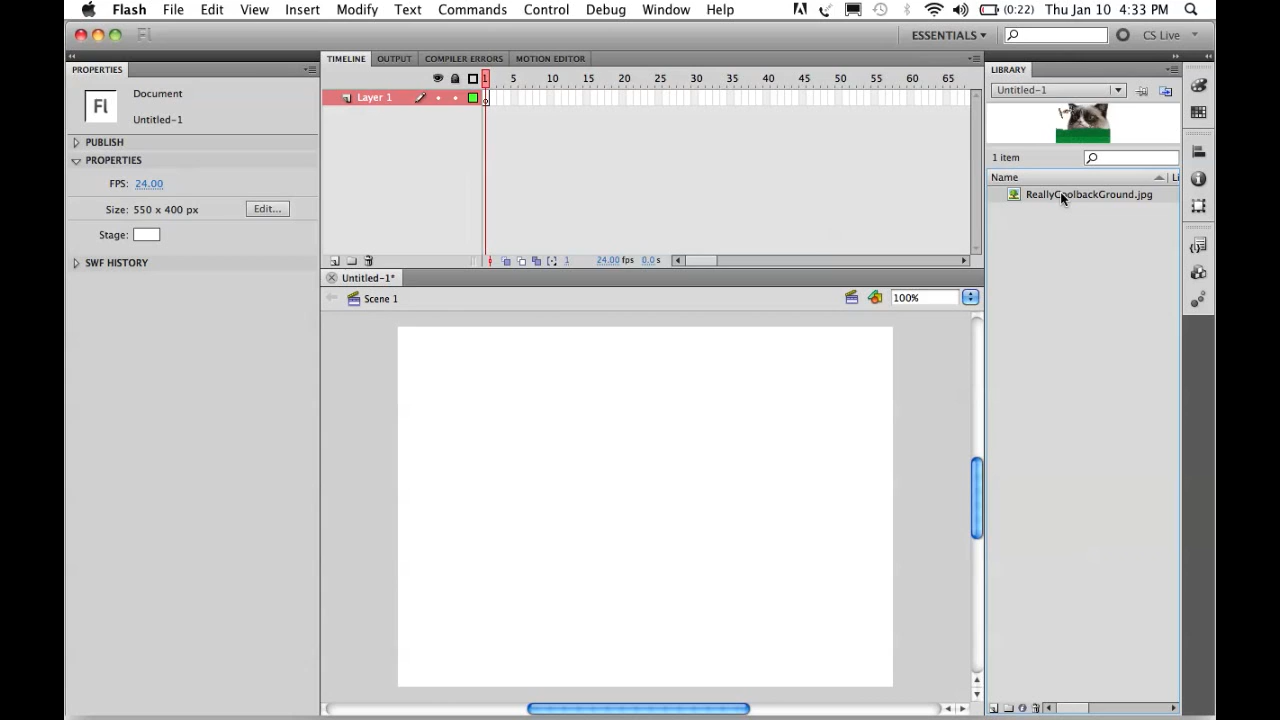 Flash File Edit View Insert Modify Text Commands Control Debug Window Help (0:22) Thu Jan 10 4:33 PM
Fl ESSENTIALS CS Live
PROPERTIES
Fl
Document
Untitled-1
PUBLISH
PROPERTIES
FPS: 24.00
Size: 550 x 400 px Edit...
Stage:
SWF HISTORY
TIMELINE OUTPUT COMPILER ERRORS MOTION EDITOR
1 5 10 15 20 25 30 35 40 45 50 55 60 65
Layer 1
1 24.00 fps 0.0 s
Untitled-1*
Scene 1 100%
LIBRARY
Untitled-1
1 item
Name Li
ReallyCoolbackGround.jpg